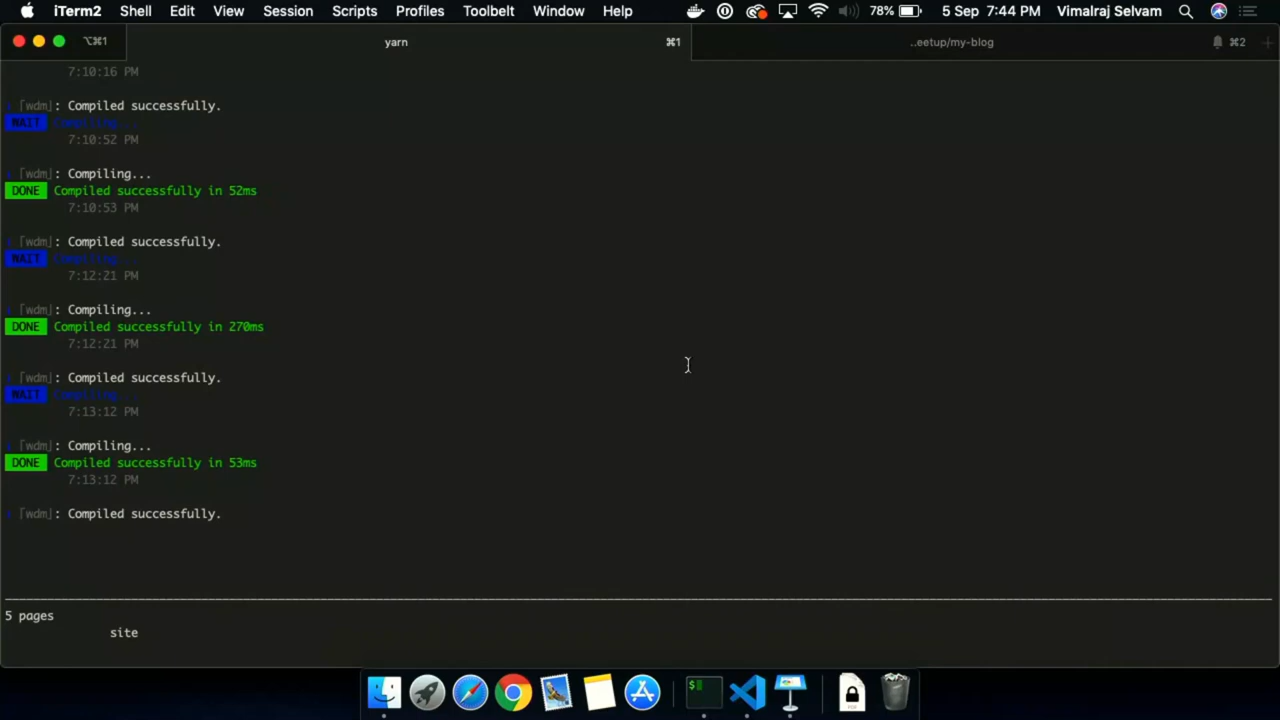 iTerm2 Shell Edit View Session Scripts Profiles Toolbelt Window Help 78% 5 Sep 7:44 PM Vimalraj Selvam
⌥⌘1 yarn ⌘1 ..eetup/my-blog ⌘2
7:10:16 PM
ℹ ｢wdm｣: Compiled successfully.
WAIT Compiling...
7:10:52 PM
ℹ ｢wdm｣: Compiling...
DONE Compiled successfully in 52ms
7:10:53 PM
ℹ ｢wdm｣: Compiled successfully.
WAIT Compiling...
7:12:21 PM
ℹ ｢wdm｣: Compiling...
DONE Compiled successfully in 270ms
7:12:21 PM
ℹ ｢wdm｣: Compiled successfully.
WAIT Compiling...
7:13:12 PM
ℹ ｢wdm｣: Compiling...
DONE Compiled successfully in 53ms
7:13:12 PM
ℹ ｢wdm｣: Compiled successfully.
5 pages
site